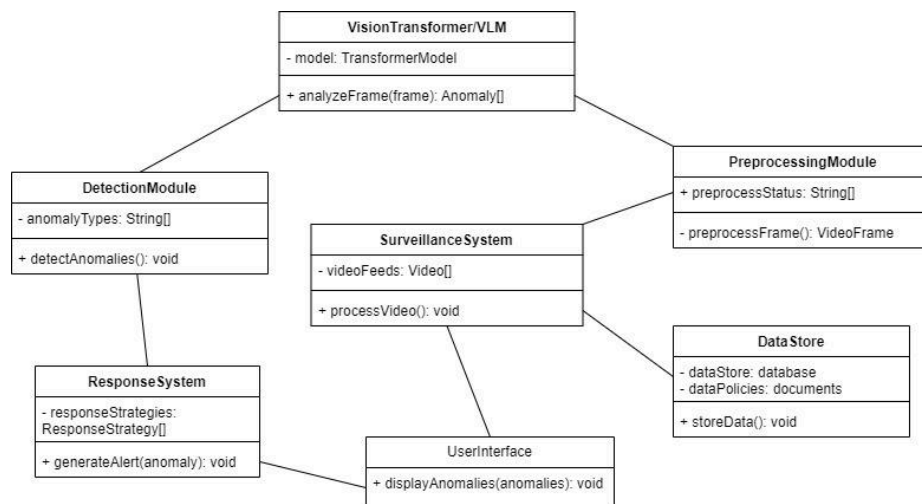 VisionTransformer/VLM
- model: TransformerModel
+ analyzeFrame(frame): Anomaly[]
PreprocessingModule
+ preprocessStatus: String[]
- preprocessFrame(): VideoFrame
DetectionModule
- anomalyTypes: String[]
+ detectAnomalies(): void
SurveillanceSystem
- videoFeeds: Video[]
+ processVideo(): void
DataStore
- dataStore: database
- dataPolicies: documents
+ storeData(): void
ResponseSystem
- responseStrategies:
ResponseStrategy[]
+ generateAlert(anomaly): void
UserInterface
+ displayAnomalies(anomalies): void